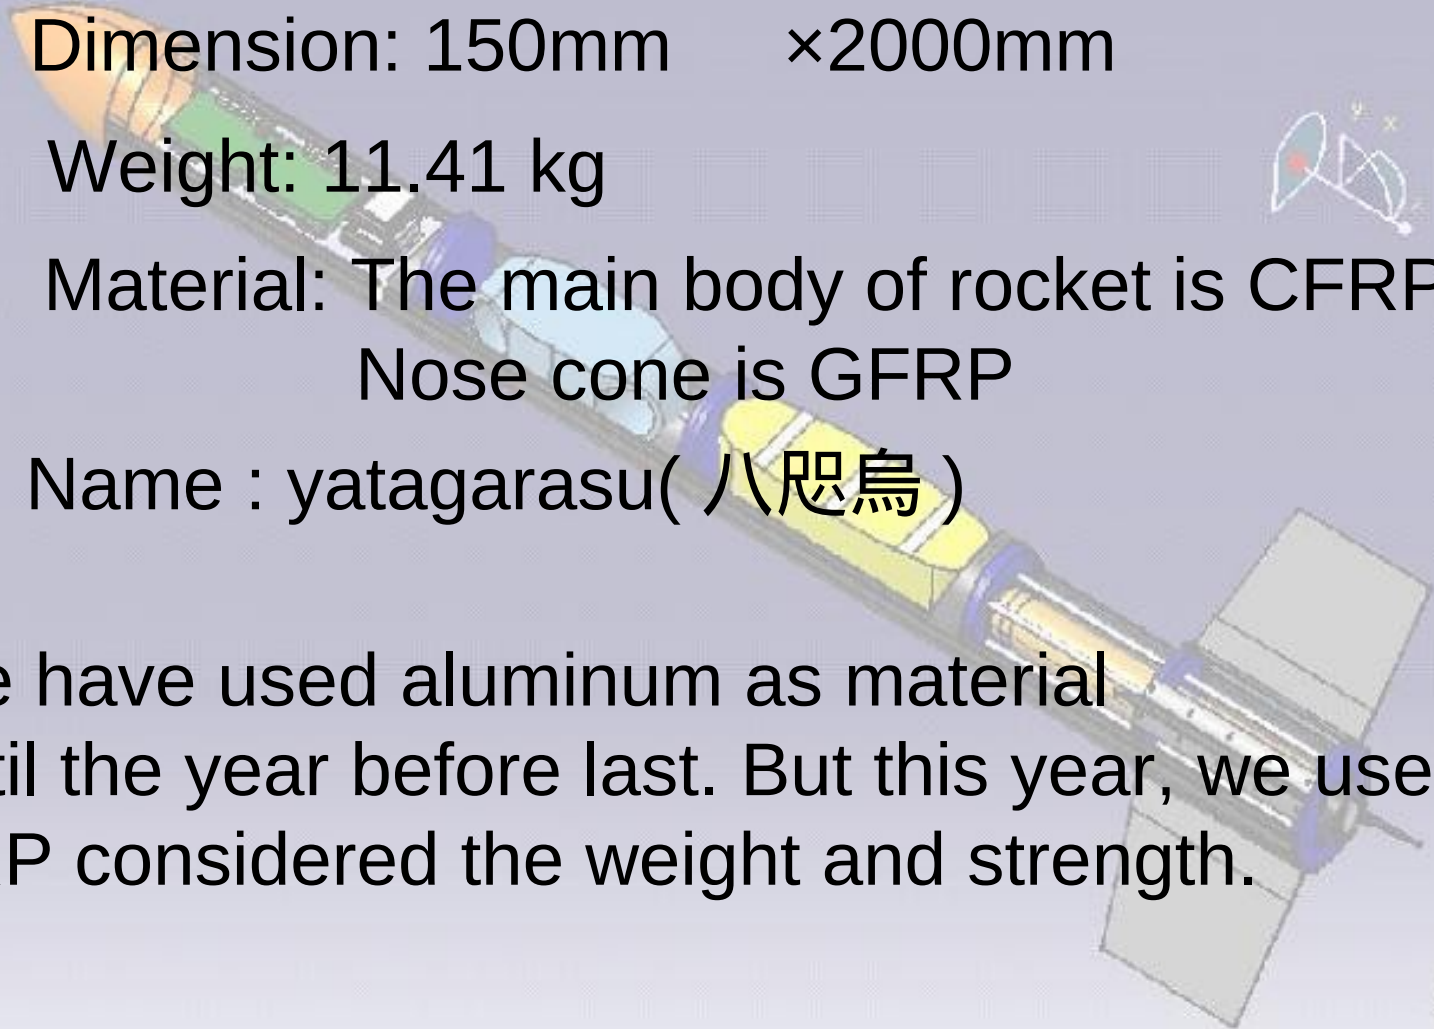 Dimension: 150mm ×2000mm
Weight: 11.41 kg
Material: The main body of rocket is CFRP
Nose cone is GFRP
Name : yatagarasu( 八咫烏 )
e have used aluminum as material
til the year before last. But this year, we use
P considered the weight and strength.